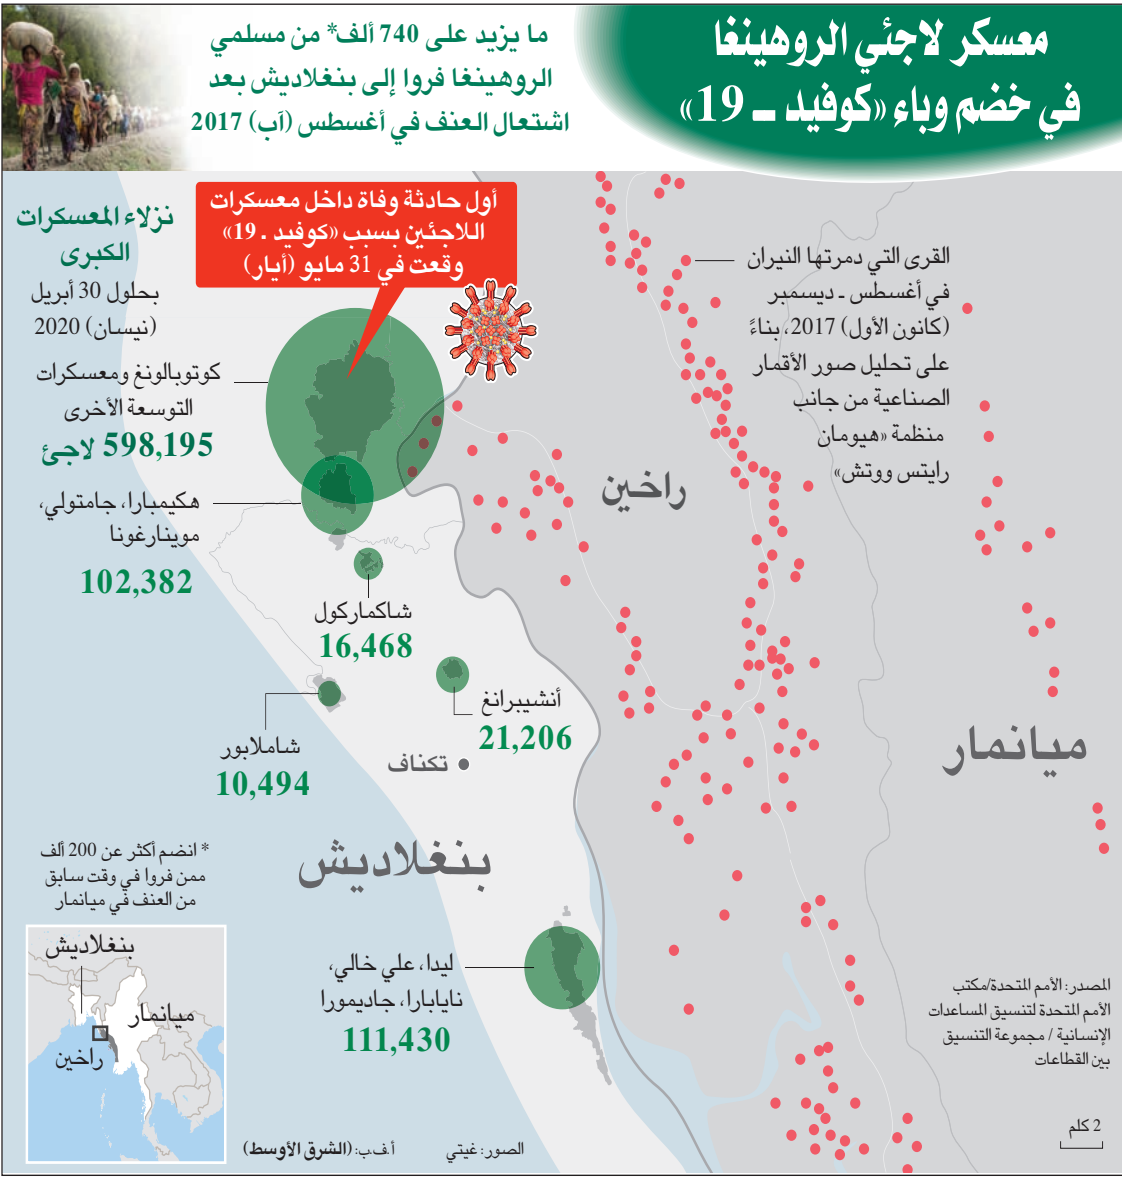 معسكر لاجئي الروهينغا
في خضم وباء «كوفيد ـ 19»
ما يزيد على 740 ألف* من مسلمي
الروهينغا فروا إلى بنغلاديش بعد
اشتعال العنف في أغسطس (آب) 2017
أول حادثة وفاة داخل معسكرات
اللاجئين بسبب «كوفيد ـ 19»
وقعت في 31 مايو (أيار)
نزلاء المعسكرات
الكبرى
بحلول 30 أبريل
(نيسان) 2020
كوتوبالونغ ومعسكرات
التوسعة الأخرى
598,195 لاجئ
هكيمبارا، جامتولي،
موينارغونا
102,382
شاكماركول
16,468
أنشيبرانغ
21,206
شاملابور
10,494
تكناف
بنغلاديش
ليدا، علي خالي،
نايابارا، جاديمورا
111,430
القرى التي دمرتها النيران
في أغسطس ـ ديسمبر
(كانون الأول) 2017، بناءً
على تحليل صور الأقمار
الصناعية من جانب
منظمة «هيومان
رايتس ووتش»
راخين
ميانمار
* انضم أكثر عن 200 ألف
ممن فروا في وقت سابق
من العنف في ميانمار
بنغلاديش
ميانمار
راخين
المصدر: الأمم المتحدة/مكتب
الأمم المتحدة لتنسيق المساعدات
الإنسانية / مجموعة التنسيق
بين القطاعات
2 كلم
الصور: غيتي
أ.ف.ب: (الشرق الأوسط)